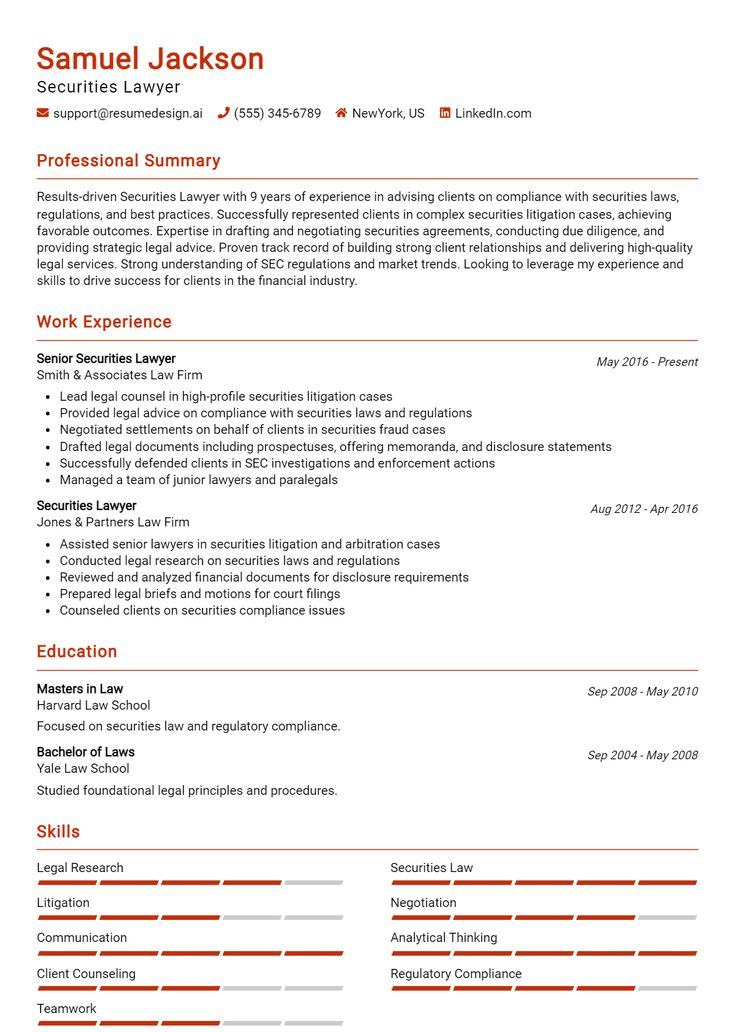 Samuel Jackson
Securities Lawyer
support@resumedesign.ai (555) 345-6789 NewYork, US LinkedIn.com
Professional Summary
Results-driven Securities Lawyer with 9 years of experience in advising clients on compliance with securities laws,
regulations, and best practices. Successfully represented clients in complex securities litigation cases, achieving
favorable outcomes. Expertise in drafting and negotiating securities agreements, conducting due diligence, and
providing strategic legal advice. Proven track record of building strong client relationships and delivering high-quality
legal services. Strong understanding of SEC regulations and market trends. Looking to leverage my experience and
skills to drive success for clients in the financial industry.
Work Experience
Senior Securities Lawyer May 2016 - Present
Smith & Associates Law Firm
• Lead legal counsel in high-profile securities litigation cases
• Provided legal advice on compliance with securities laws and regulations
• Negotiated settlements on behalf of clients in securities fraud cases
• Drafted legal documents including prospectuses, offering memoranda, and disclosure statements
• Successfully defended clients in SEC investigations and enforcement actions
• Managed a team of junior lawyers and paralegals
Securities Lawyer Aug 2012 - Apr 2016
Jones & Partners Law Firm
• Assisted senior lawyers in securities litigation and arbitration cases
• Conducted legal research on securities laws and regulations
• Reviewed and analyzed financial documents for disclosure requirements
• Prepared legal briefs and motions for court filings
• Counseled clients on securities compliance issues
Education
Masters in Law Sep 2008 - May 2010
Harvard Law School
Focused on securities law and regulatory compliance.
Bachelor of Laws Sep 2004 - May 2008
Yale Law School
Studied foundational legal principles and procedures.
Skills
Legal Research Securities Law
Litigation Negotiation
Communication Analytical Thinking
Client Counseling Regulatory Compliance
Teamwork